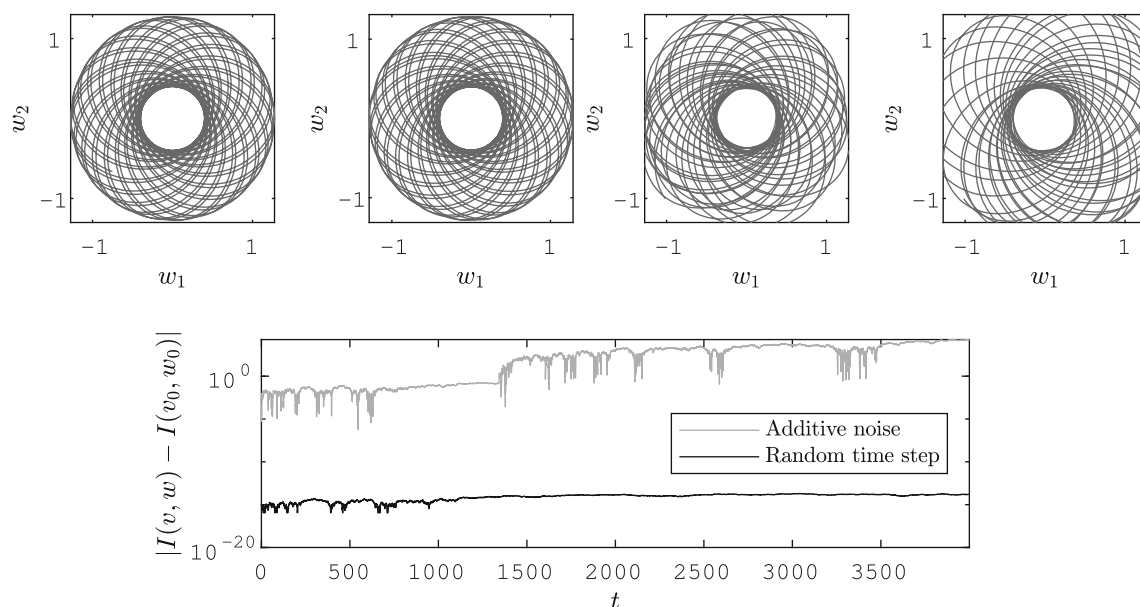 1 1 1 1
w₂ w₂ w₂ w₂
−1 −1 −1 −1
−1 1 −1 1 −1 1 −1 1
w₁ w₁ w₁ w₁
|I(v, w) − I(v₀, w₀)|
10⁰
10⁻²⁰
Additive noise
Random time step
0 500 1000 1500 2000 2500 3000 3500
t